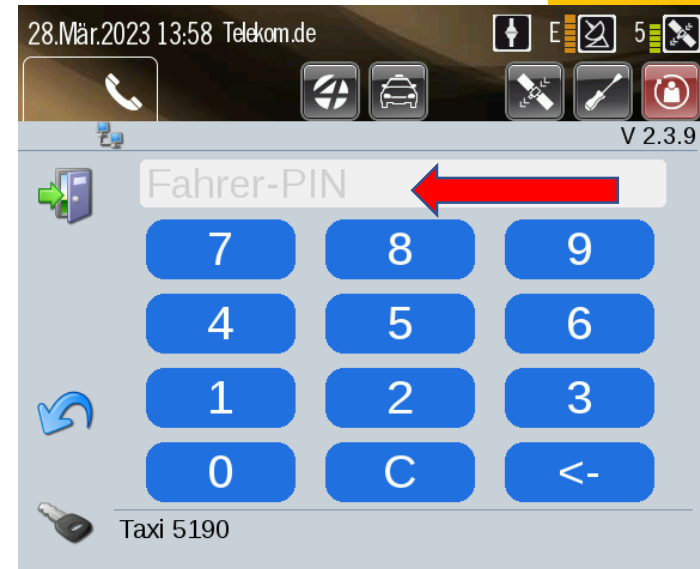 28.Mär.2023 13:58 Telekom.de E 5
V 2.3.9
Fahrer-PIN
7 8 9
4 5 6
1 2 3
0 C <-
Taxi 5190